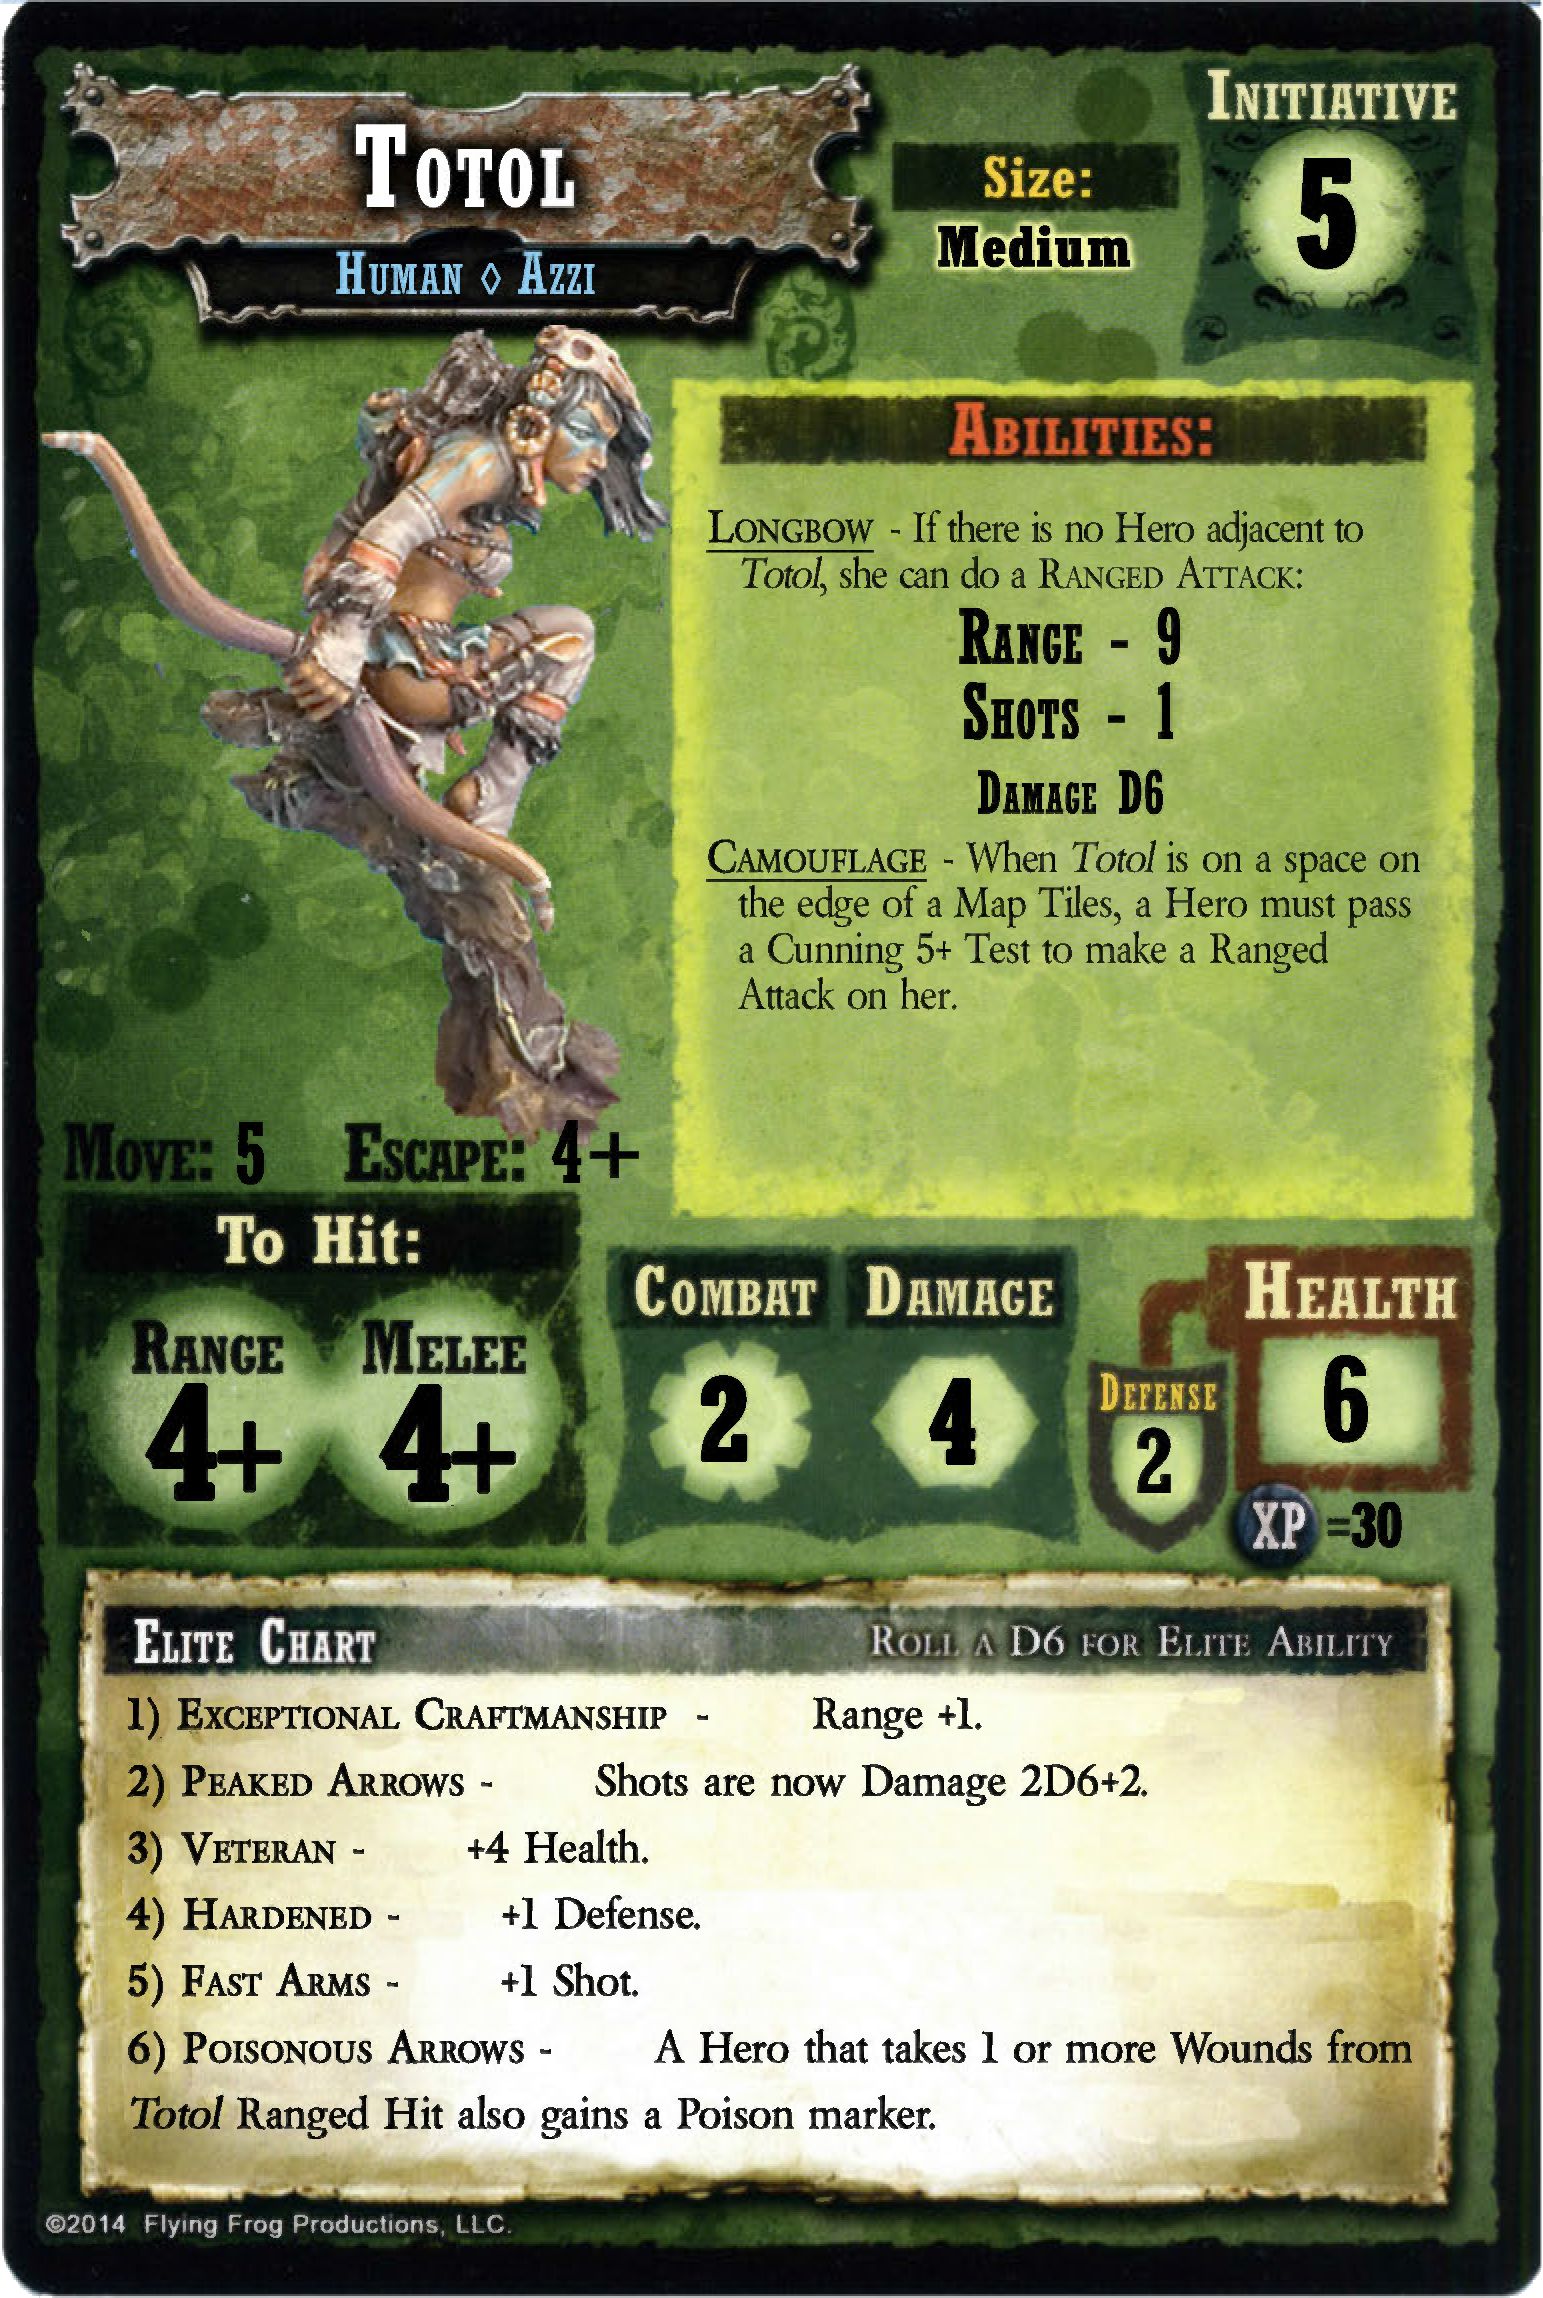 Totol
Human ◊ Azzi
Size:
Medium
Initiative
5
Abilities:
Longbow - If there is no Hero adjacent to
Totol, she can do a Ranged Attack:
Range - 9
Shots - 1
Damage D6
Camouflage - When Totol is on a space on
the edge of a Map Tiles, a Hero must pass
a Cunning 5+ Test to make a Ranged
Attack on her.
Move: 5 Escape: 4+
To Hit:
Range Melee
4+ 4+
Combat Damage
2 4
Defense
2
Health
6
XP =30
Elite Chart Roll a D6 for Elite Ability
1) Exceptional Craftmanship - Range +1.
2) Peaked Arrows - Shots are now Damage 2D6+2.
3) Veteran - +4 Health.
4) Hardened - +1 Defense.
5) Fast Arms - +1 Shot.
6) Poisonous Arrows - A Hero that takes 1 or more Wounds from
Totol Ranged Hit also gains a Poison marker.
©2014 Flying Frog Productions, LLC.